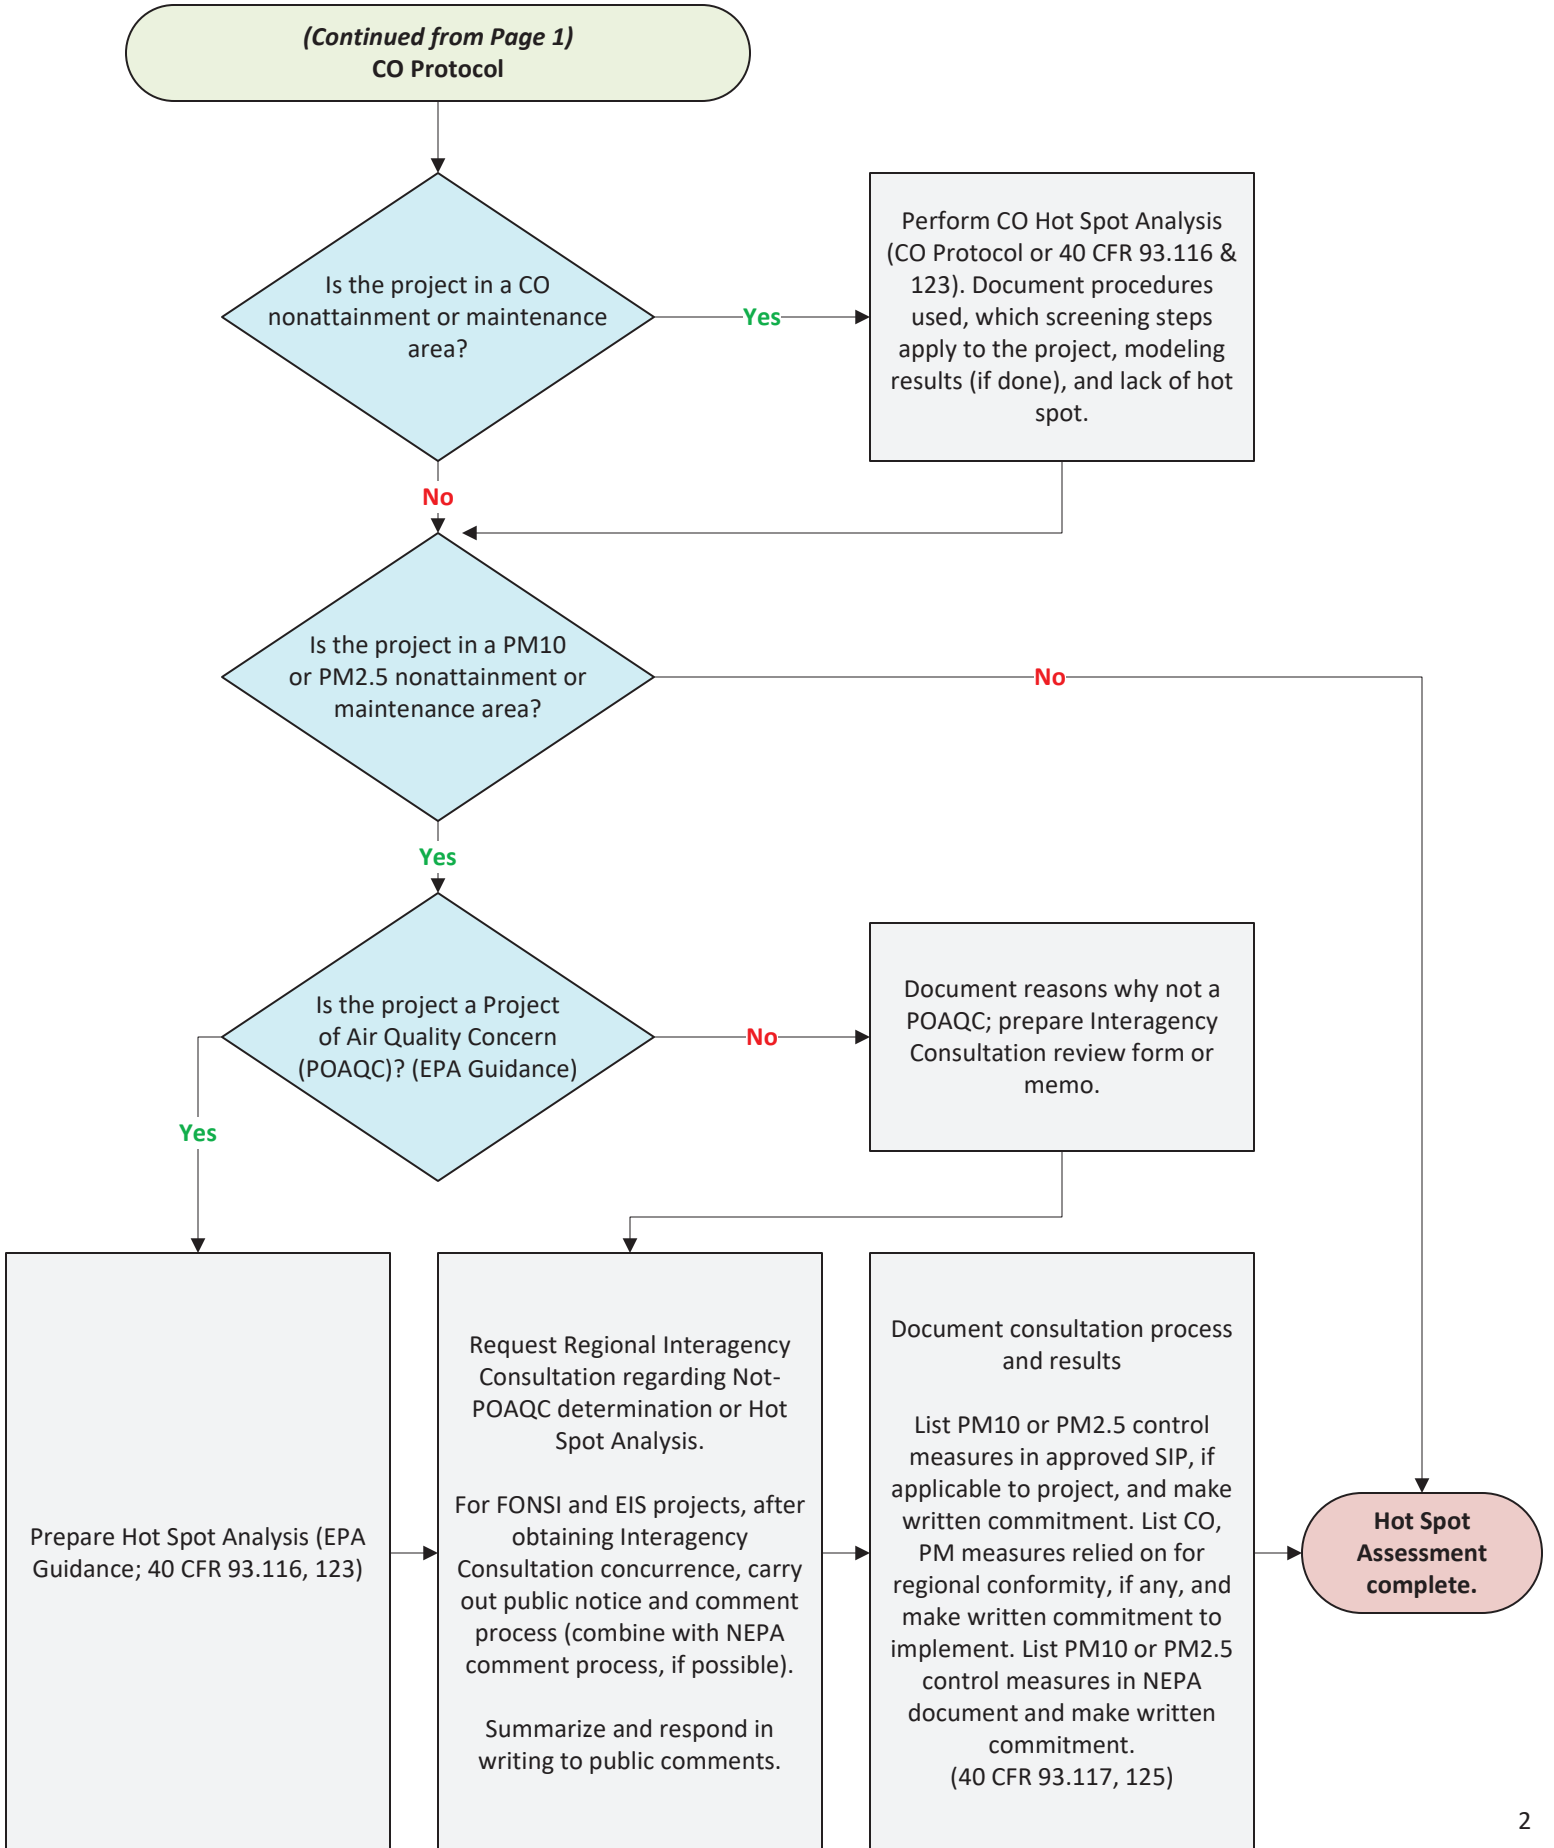 (Continued from Page 1)
CO Protocol
Is the project in a CO
nonattainment or maintenance
area?
Yes
Perform CO Hot Spot Analysis
(CO Protocol or 40 CFR 93.116 &
123). Document procedures
used, which screening steps
apply to the project, modeling
results (if done), and lack of hot
spot.
No
Is the project in a PM10
or PM2.5 nonattainment or
maintenance area?
No
Yes
Is the project a Project
of Air Quality Concern
(POAQC)? (EPA Guidance)
No
Document reasons why not a
POAQC; prepare Interagency
Consultation review form or
memo.
Yes
Prepare Hot Spot Analysis (EPA
Guidance; 40 CFR 93.116, 123)
Request Regional Interagency
Consultation regarding Not-
POAQC determination or Hot
Spot Analysis.
For FONSI and EIS projects, after
obtaining Interagency
Consultation concurrence, carry
out public notice and comment
process (combine with NEPA
comment process, if possible).
Summarize and respond in
writing to public comments.
Document consultation process
and results
List PM10 or PM2.5 control
measures in approved SIP, if
applicable to project, and make
written commitment. List CO,
PM measures relied on for
regional conformity, if any, and
make written commitment to
implement. List PM10 or PM2.5
control measures in NEPA
document and make written
commitment.
(40 CFR 93.117, 125)
Hot Spot
Assessment
complete.
2